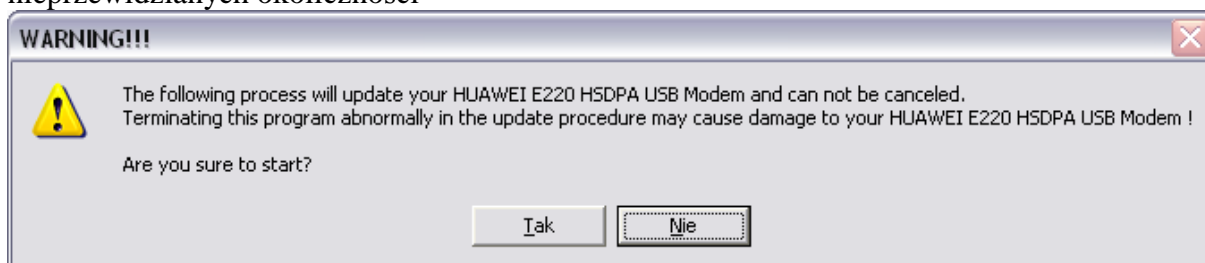 nieprzewidzianych okoliczności
WARNING!!!
The following process will update your HUAWEI E220 HSDPA USB Modem and can not be canceled.
Terminating this program abnormally in the update procedure may cause damage to your HUAWEI E220 HSDPA USB Modem !
Are you sure to start?
Tak Nie